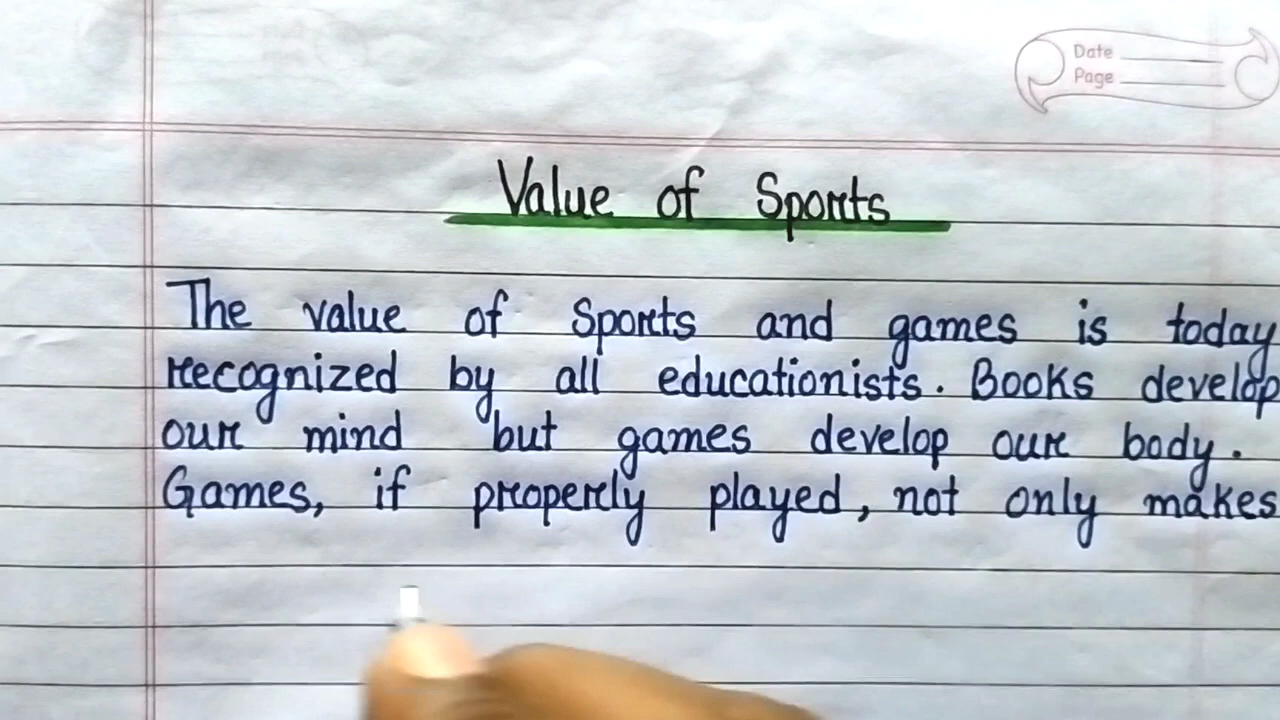 Date
Page
Value of Sports
The value of Sports and games is today
recognized by all educationists. Books develop
our mind but games develop our body.
Games, if properly played, not only makes